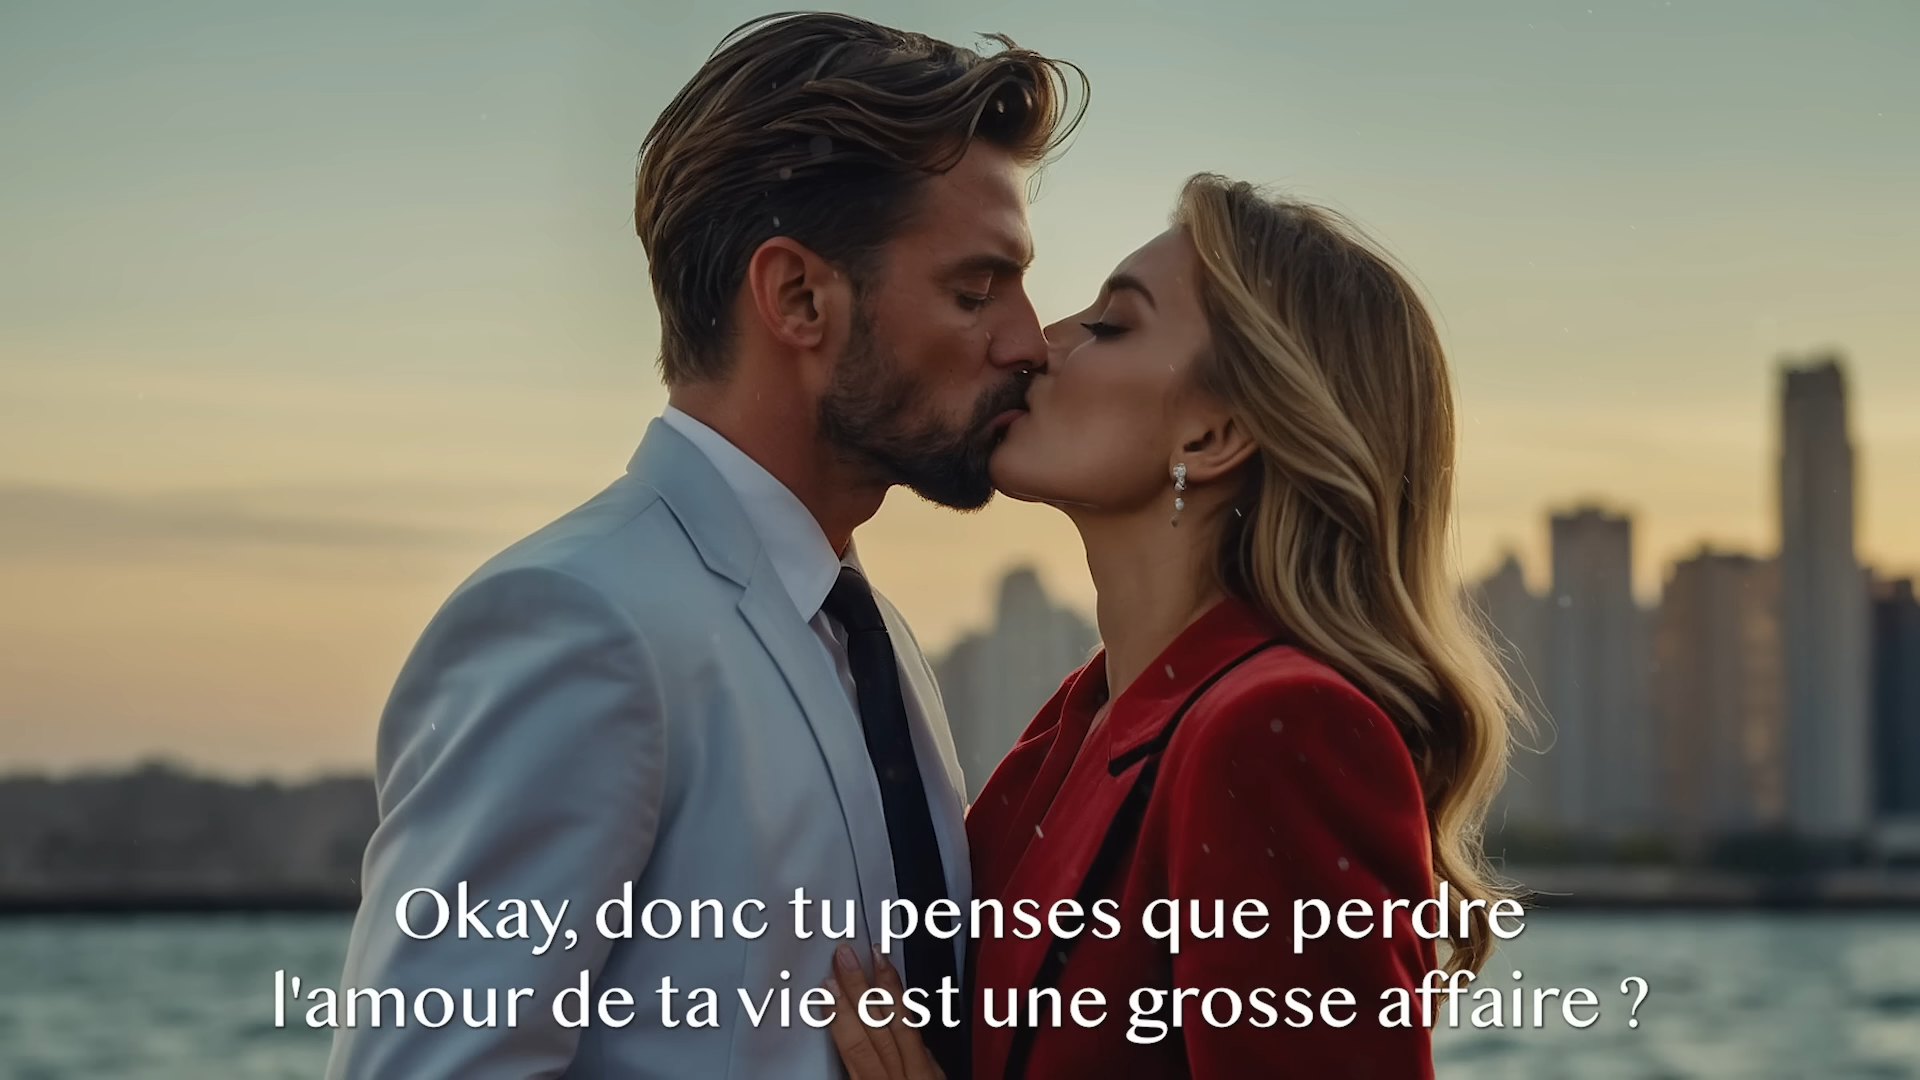 Okay, donc tu penses que perdre
l'amour de ta vie est une grosse affaire ?